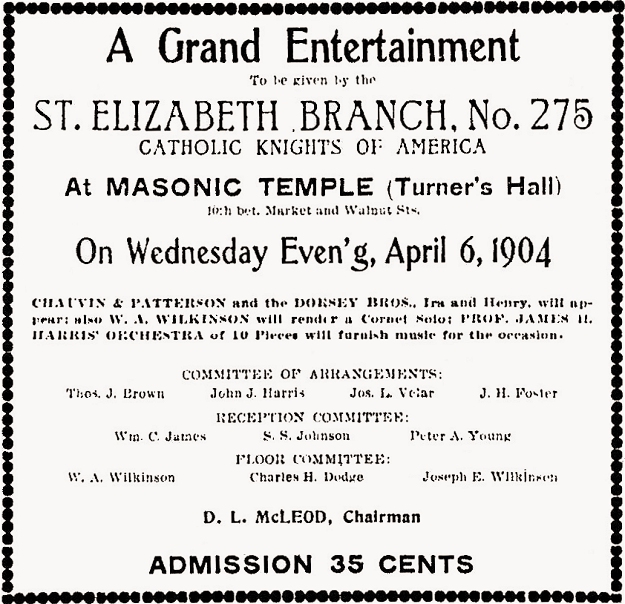 A Grand Entertainment
To be given by the
ST. ELIZABETH BRANCH, No. 275
CATHOLIC KNIGHTS OF AMERICA
At MASONIC TEMPLE (Turner's Hall)
10th bet. Market and Walnut Sts.
On Wednesday Even'g, April 6, 1904
CHAUVIN & PATTERSON and the DORSEY BROS., Ira and Henry, will ap-
pear; also W. A. WILKINSON will render a Cornet Solo; PROF. JAMES H.
HARRIS' ORCHESTRA of 10 Pieces will furnish music for the occasion.
COMMITTEE OF ARRANGEMENTS:
Thos. J. Brown John J. Harris Jos. L. Velar J. H. Foster
RECEPTION COMMITTEE:
Wm. C. James S. S. Johnson Peter A. Young
FLOOR COMMITTEE:
W. A. Wilkinson Charles H. Dodge Joseph E. Wilkinson
D. L. McLEOD, Chairman
ADMISSION 35 CENTS